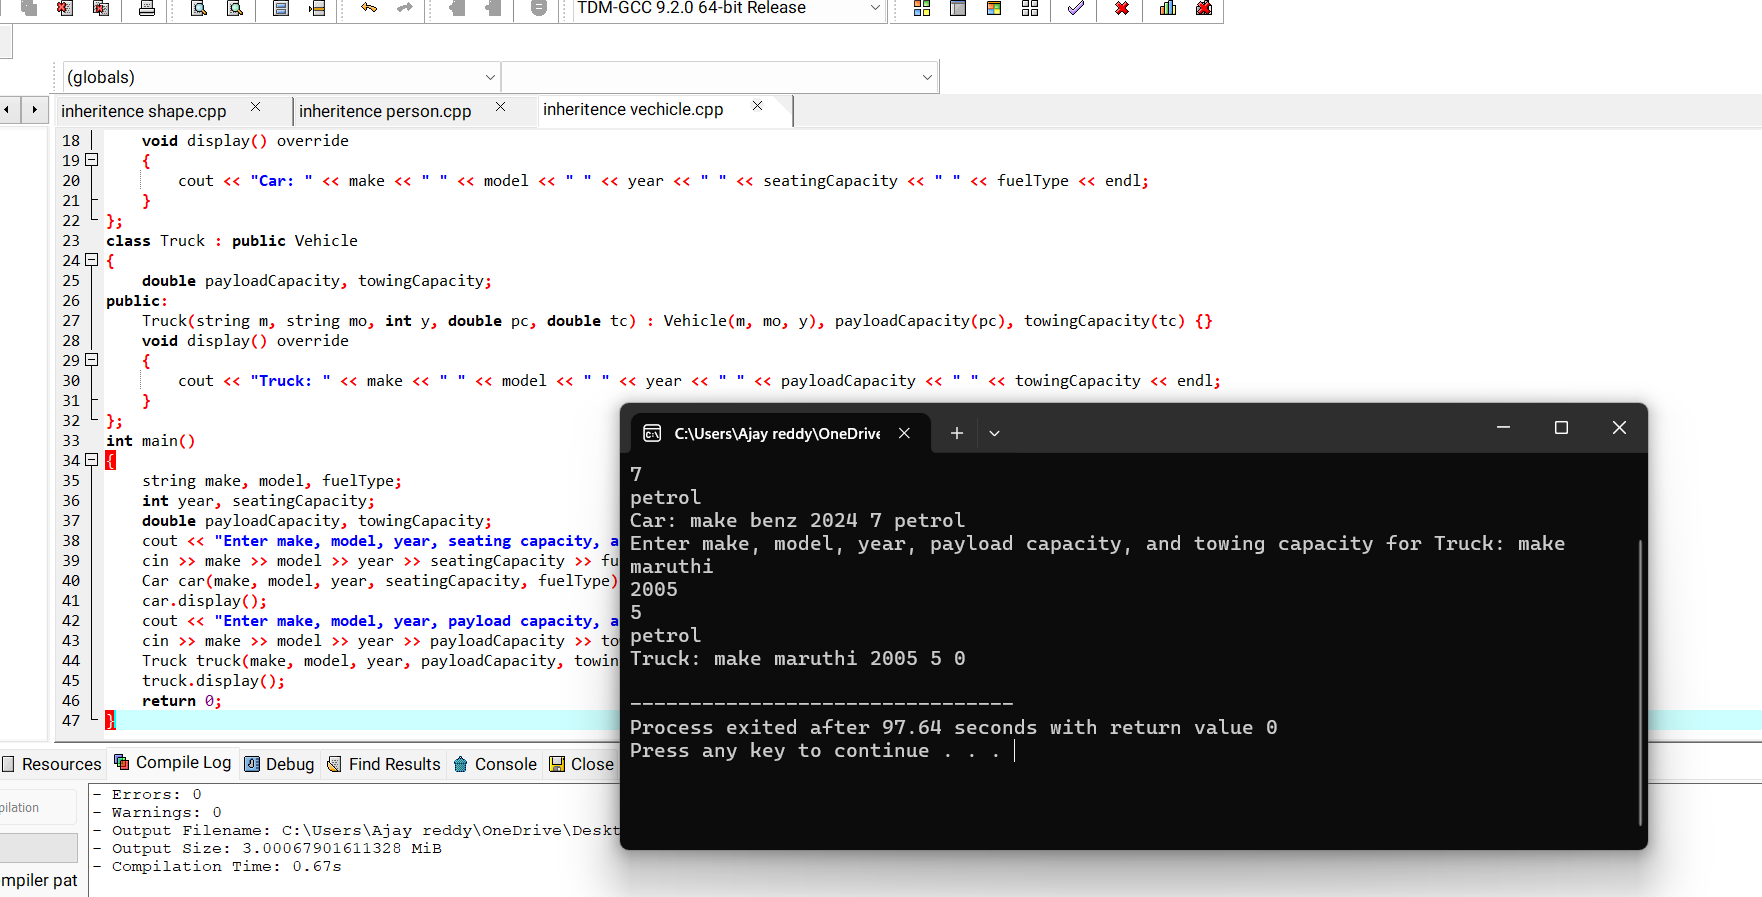 TDM-GCC 9.2.0 64-bit Release
(globals)
inheritence shape.cpp
inheritence person.cpp
inheritence vechicle.cpp
18 void display() override
19 {
20 cout << "Car: " << make << " " << model << " " << year << " " << seatingCapacity << " " << fuelType << endl;
21 }
22 };
23 class Truck : public Vehicle
24 {
25 double payloadCapacity, towingCapacity;
26 public:
27 Truck(string m, string mo, int y, double pc, double tc) : Vehicle(m, mo, y), payloadCapacity(pc), towingCapacity(tc) {}
28 void display() override
29 {
30 cout << "Truck: " << make << " " << model << " " << year << " " << payloadCapacity << " " << towingCapacity << endl;
31 }
32 };
33 int main()
34 {
35 string make, model, fuelType;
36 int year, seatingCapacity;
37 double payloadCapacity, towingCapacity;
38 cout << "Enter make, model, year, seating capacity, a
39 cin >> make >> model >> year >> seatingCapacity >> fu
40 Car car(make, model, year, seatingCapacity, fuelType)
41 car.display();
42 cout << "Enter make, model, year, payload capacity, a
43 cin >> make >> model >> year >> payloadCapacity >> to
44 Truck truck(make, model, year, payloadCapacity, towin
45 truck.display();
46 return 0;
47 }
C:\Users\Ajay reddy\OneDrive
7
petrol
Car: make benz 2024 7 petrol
Enter make, model, year, payload capacity, and towing capacity for Truck: make
maruthi
2005
5
petrol
Truck: make maruthi 2005 5 0
--------------------------------
Process exited after 97.64 seconds with return value 0
Press any key to continue . . .
Resources
Compile Log
Debug
Find Results
Console
Close
pilation
mpiler pat
- Errors: 0
- Warnings: 0
- Output Filename: C:\Users\Ajay reddy\OneDrive\Deskt
- Output Size: 3.00067901611328 MiB
- Compilation Time: 0.67s